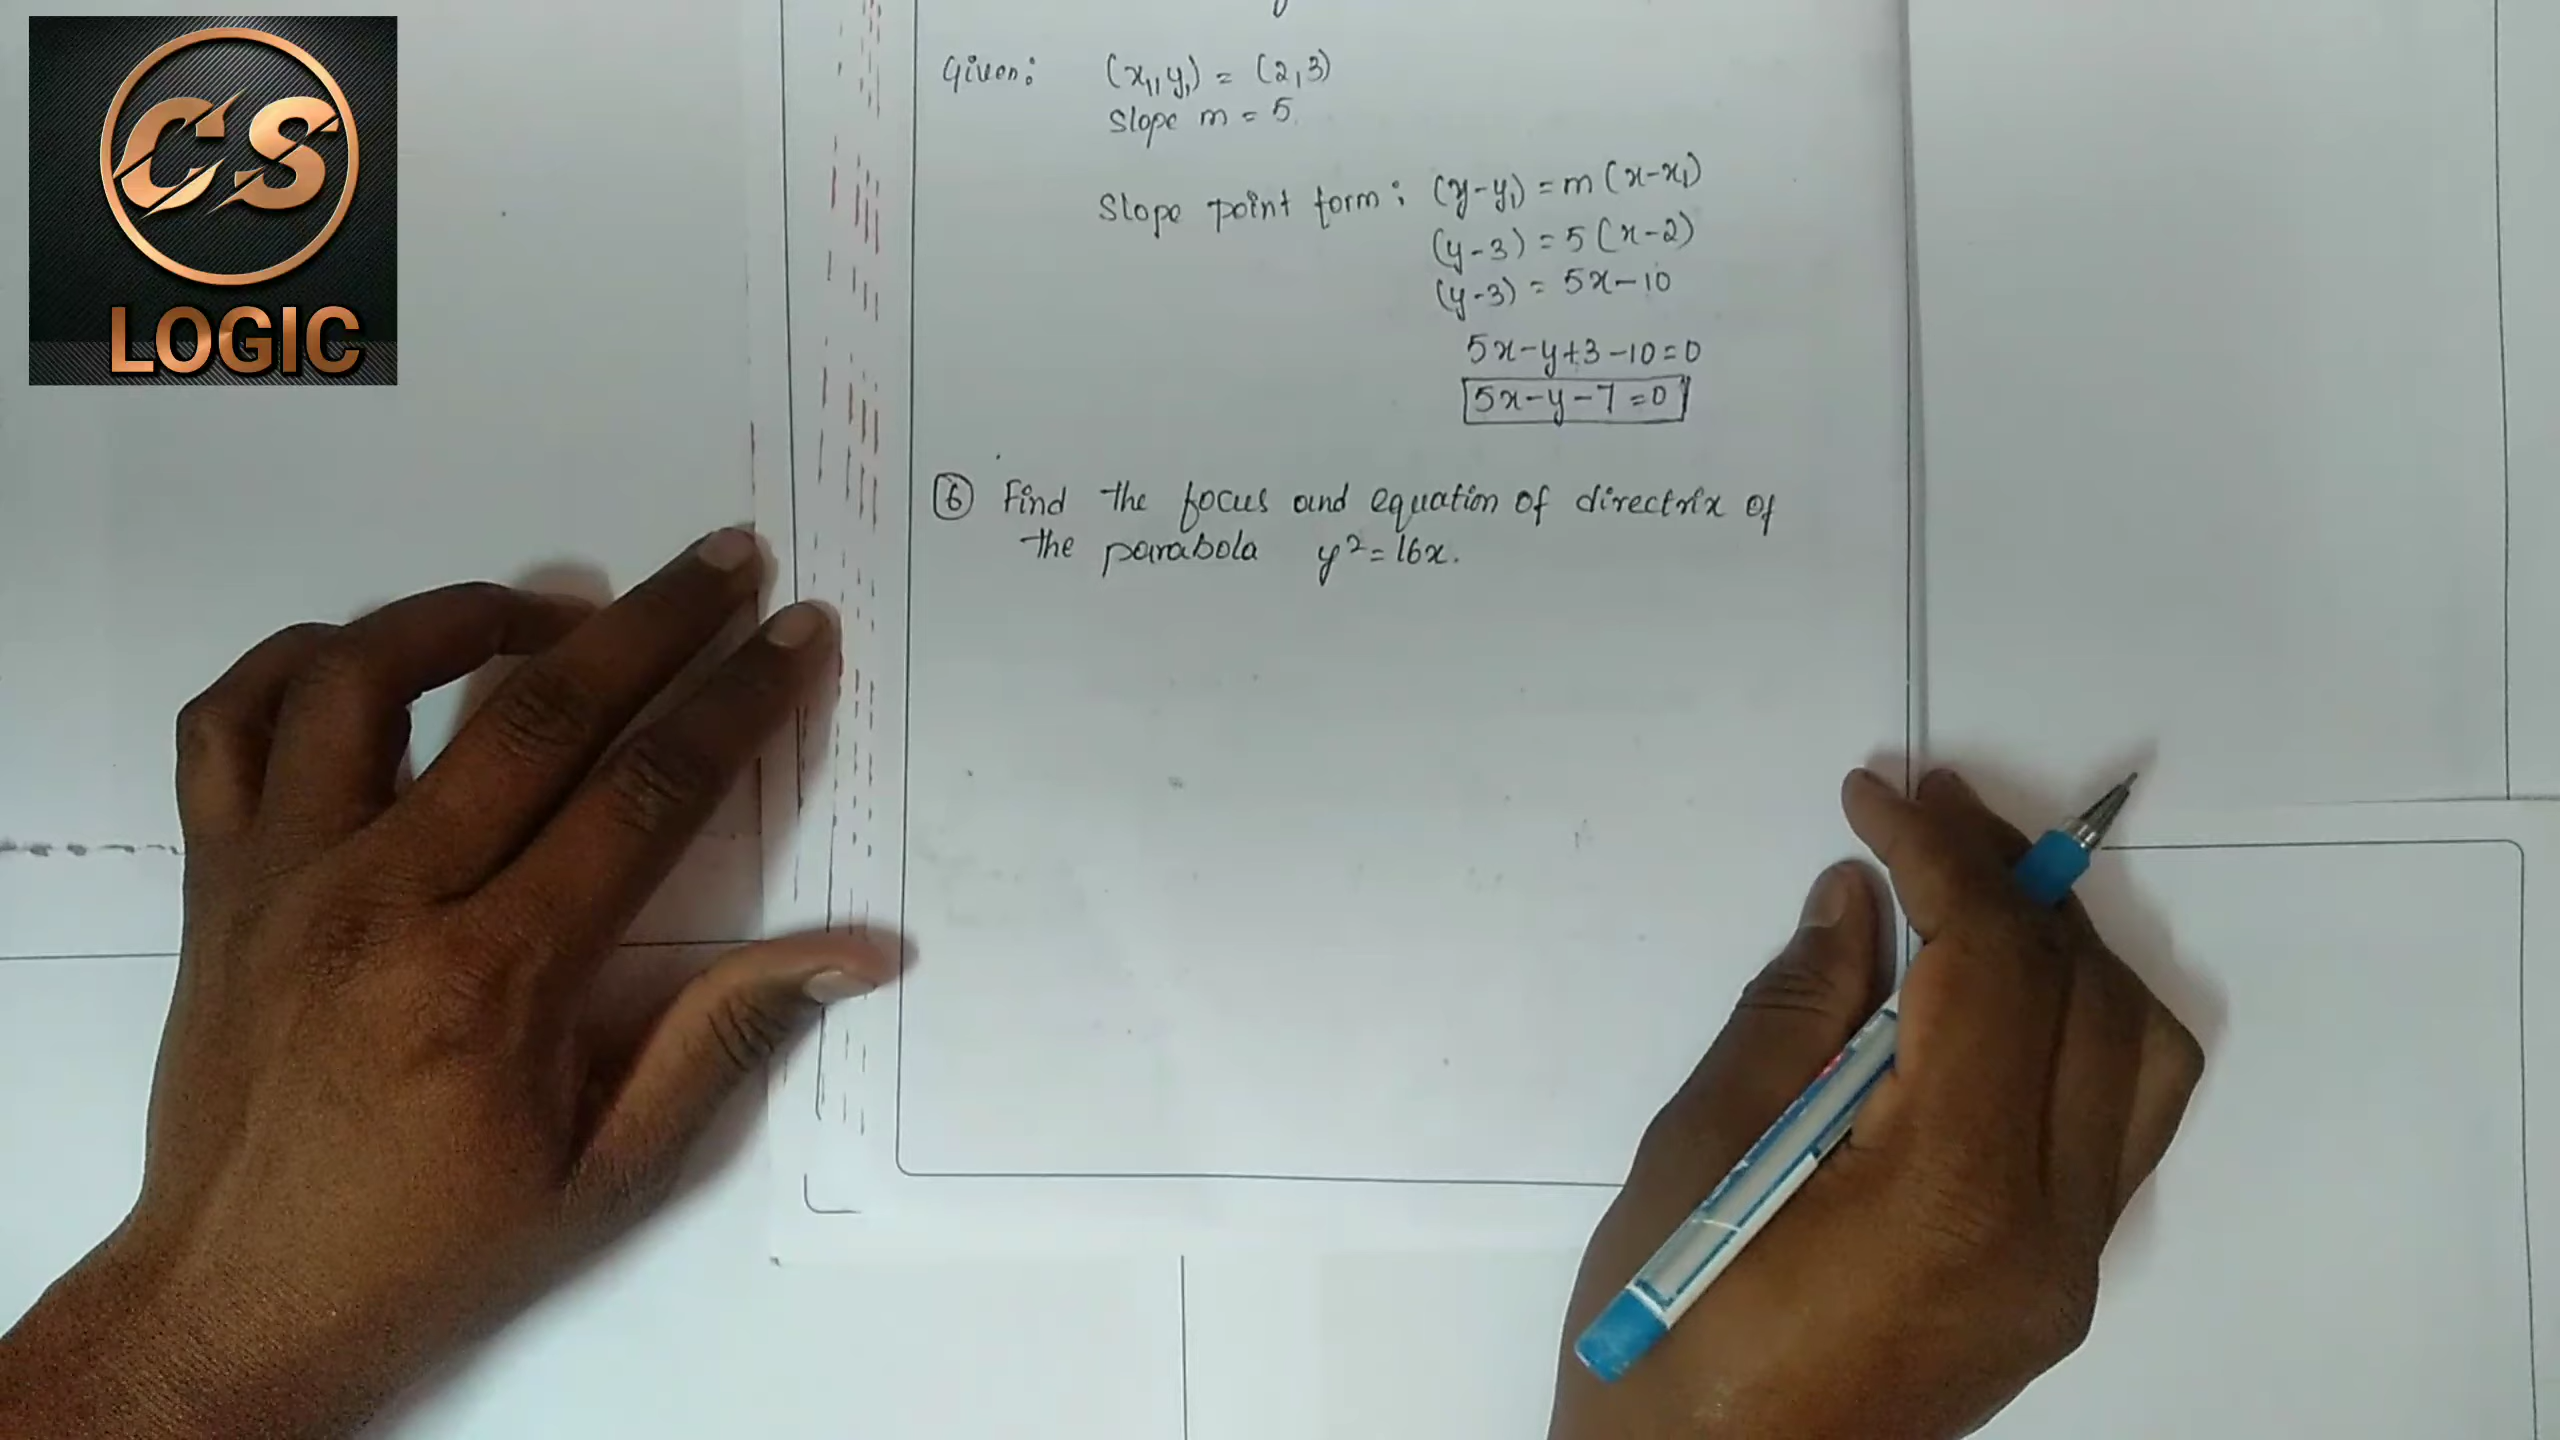 CS
LOGIC
Given: (x1, y1) = (2, 3)
Slope m = 5.
Slope point form: (y-y1) = m (x-x1)
(y-3) = 5 (x-2)
(y-3) = 5x-10
5x-y+3-10=0
5x-y-7=0
⑥ Find the focus and equation of directrix of
the parabola y²=16x.